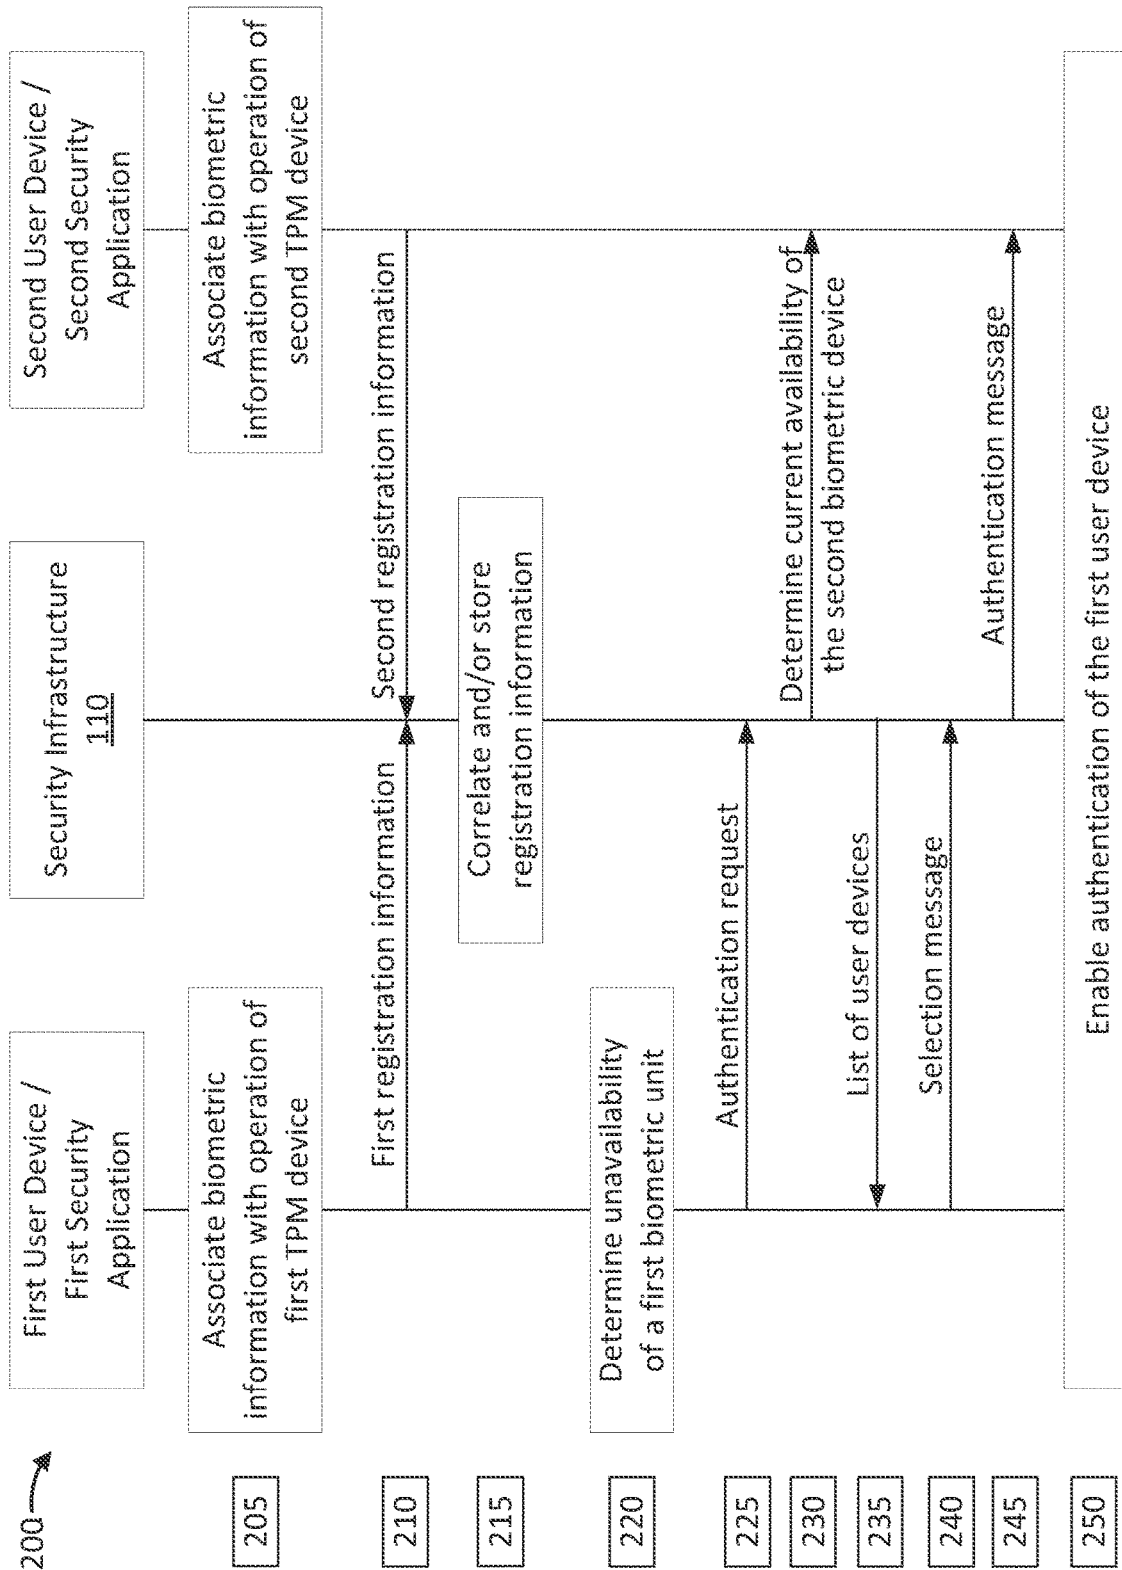 200
First User Device /
First Security
Application
Security Infrastructure
110
Second User Device /
Second Security
Application
205
Associate biometric
information with operation of
first TPM device
Associate biometric
information with operation of
second TPM device
210
First registration information
Second registration information
215
Correlate and/or store
registration information
220
Determine unavailability
of a first biometric unit
225
Authentication request
230
Determine current availability of
the second biometric device
235
List of user devices
240
Selection message
245
Authentication message
250
Enable authentication of the first user device